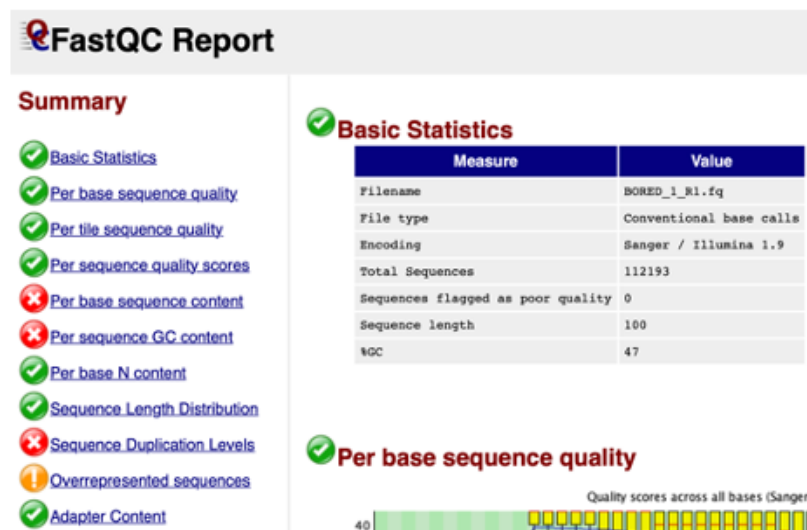 FastQC Report
Summary
Basic Statistics
Per base sequence quality
Per tile sequence quality
Per sequence quality scores
Per base sequence content
Per sequence GC content
Per base N content
Sequence Length Distribution
Sequence Duplication Levels
Overrepresented sequences
Adapter Content
Basic Statistics
Measure Value
Filename BORED_1_R1.fq
File type Conventional base calls
Encoding Sanger / Illumina 1.9
Total Sequences 112193
Sequences flagged as poor quality 0
Sequence length 100
%GC 47
Per base sequence quality
Quality scores across all bases (Sanger
40